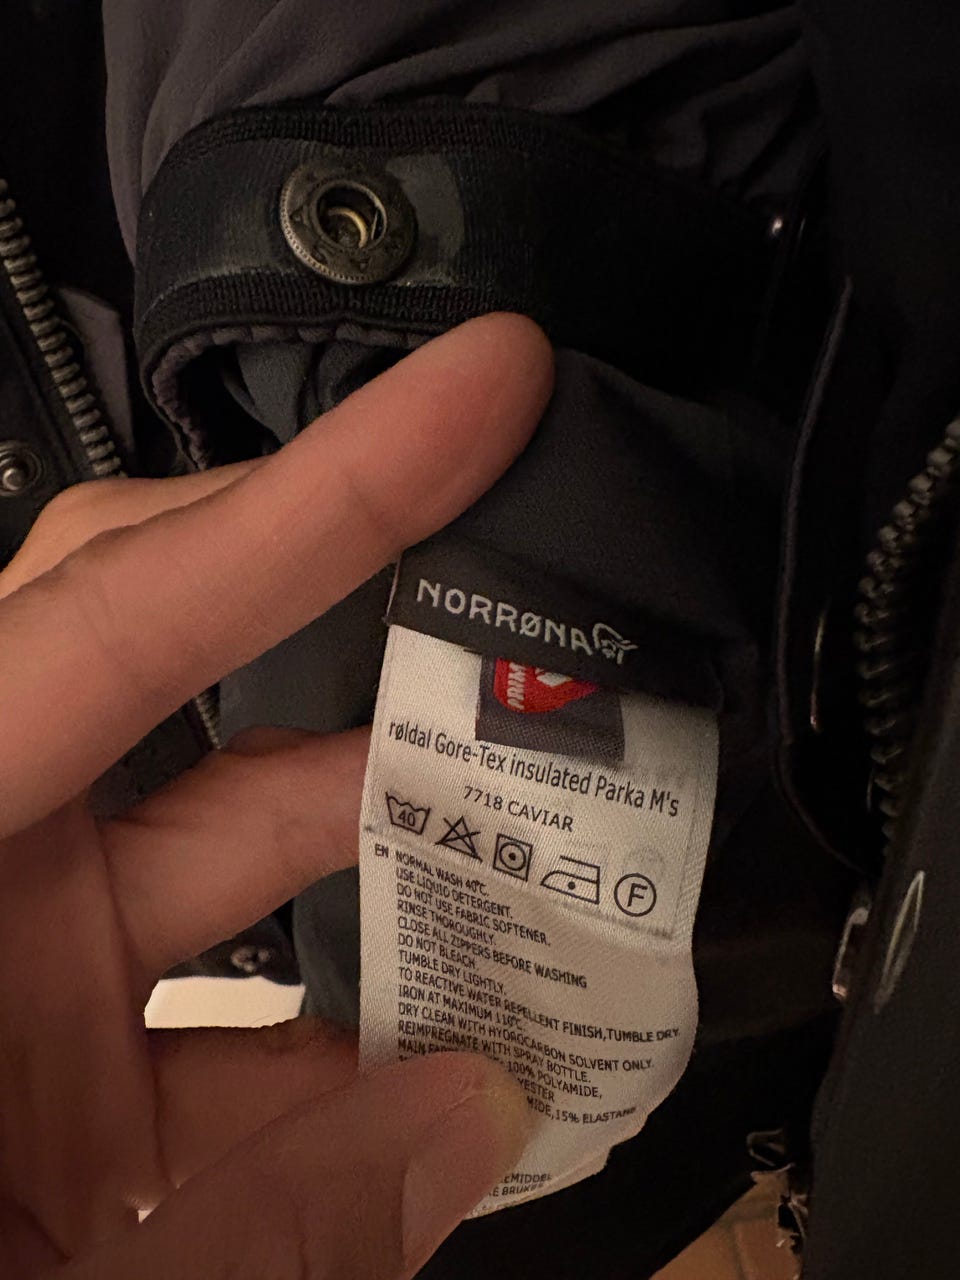 NORRØNA
PRIM
røldal Gore-Tex insulated Parka M's
7718 CAVIAR
40 F
EN NORMAL WASH 40°C.
USE LIQUID DETERGENT.
DO NOT USE FABRIC SOFTENER.
RINSE THOROUGHLY.
CLOSE ALL ZIPPERS BEFORE WASHING
DO NOT BLEACH.
TUMBLE DRY LIGHTLY.
TO REACTIVE WATER REPELLENT FINISH,TUMBLE DRY.
IRON AT MAXIMUM 110°C.
DRY CLEAN WITH HYDROCARBON SOLVENT ONLY.
REIMPREGNATE WITH SPRAY BOTTLE.
MAIN 100% POLYAMIDE,
YESTER
MIDE,15% ELASTANE